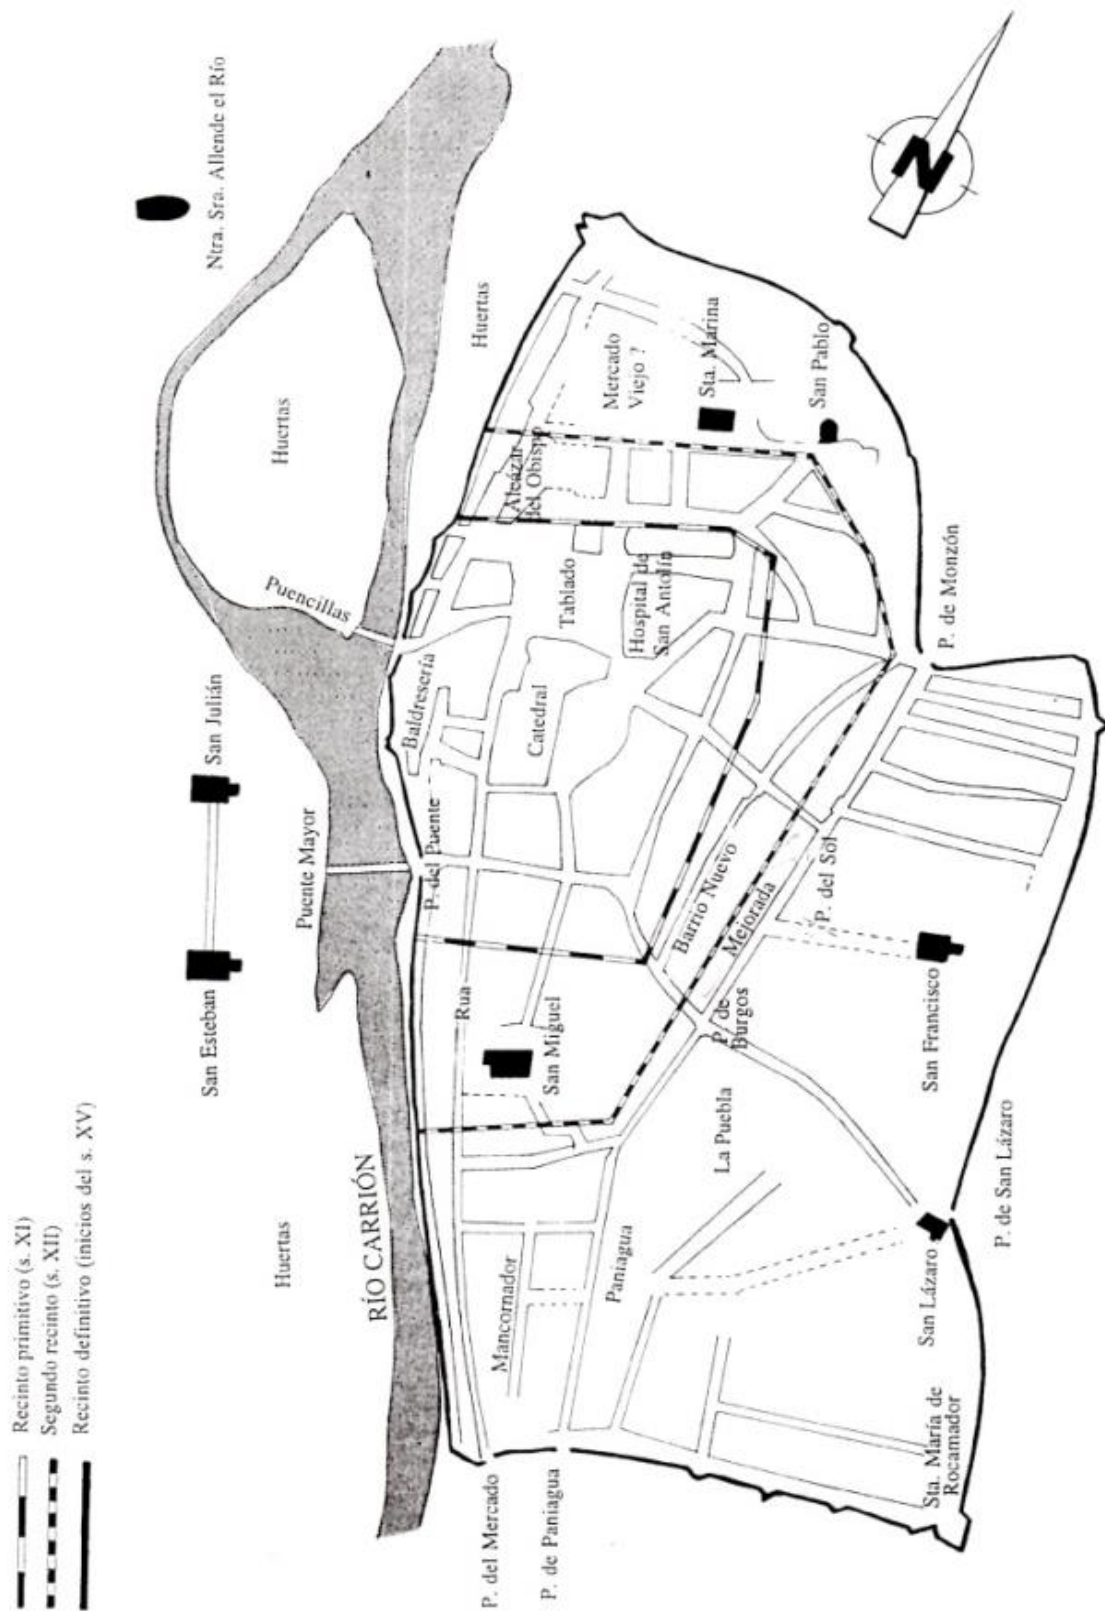 Recinto primitivo (s. XI)
Segundo recinto (s. XII)
Recinto definitivo (inicios del s. XV)
Ntra. Sra. Allende el Río
San Julián
San Esteban
Huertas
Huertas
Huertas
Puencillas
Puente Mayor
RÍO CARRIÓN
N
Alcázar
del Obispo
Mercado
Viejo ?
Sta. Marina
San Pablo
Tablado
Hospital de
San Antolín
Baldresería
Catedral
P. del Puente
P. de Monzón
Barrio Nuevo
Mejorada
P. del Sol
Rua
San Miguel
P. de
Burgos
San Francisco
La Puebla
P. de San Lázaro
San Lázaro
Mancornador
Paniagua
Sta. María de
Rocamador
P. del Mercado
P. de Paniagua